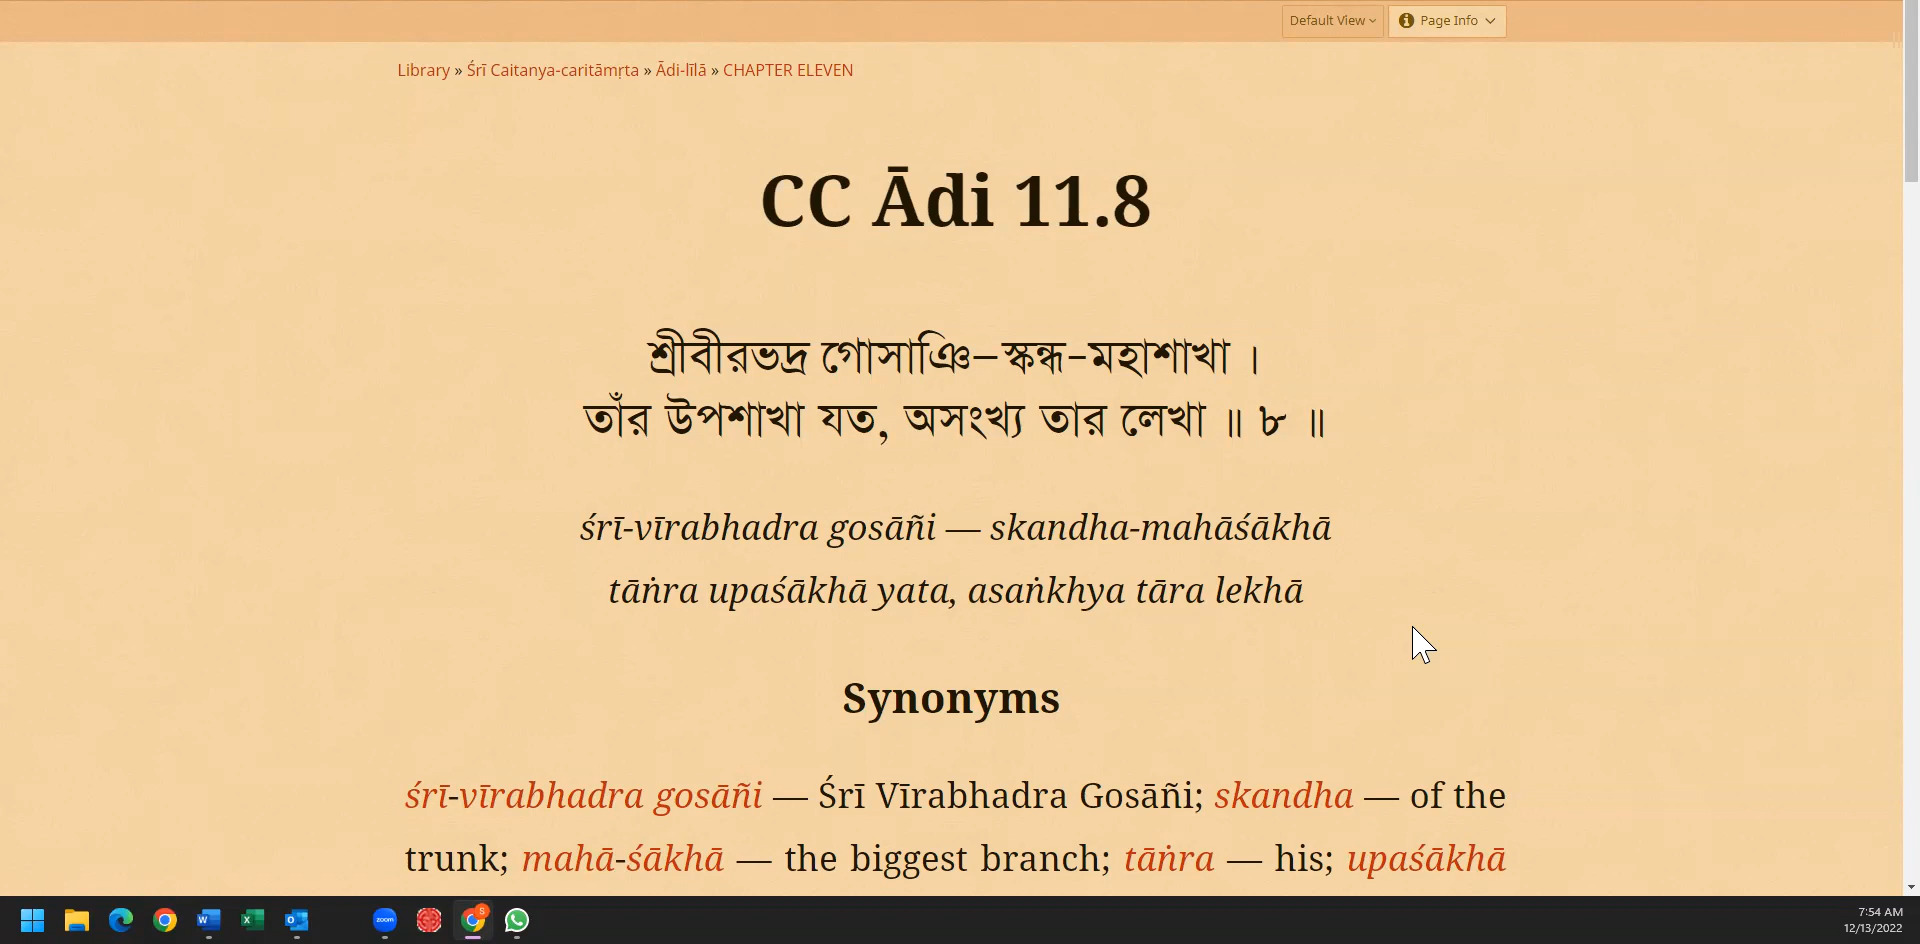 Default View
Page Info
Library » Śrī Caitanya-caritāmṛta » Ādi-līlā » CHAPTER ELEVEN
CC Ādi 11.8
শ্রীবীরভদ্র গোসাঞি—স্কন্ধ-মহাশাখা ।
তাঁর উপশাখা যত, অসংখ্য তার লেখা ॥ ৮ ॥
śrī-vīrabhadra gosāñi — skandha-mahāśākhā
tāṅra upaśākhā yata, asaṅkhya tāra lekhā
Synonyms
śrī-vīrabhadra gosāñi — Śrī Vīrabhadra Gosāñi; skandha — of the
trunk; mahā-śākhā — the biggest branch; tāṅra — his; upaśākhā
zoom
S
7:54 AM
12/13/2022